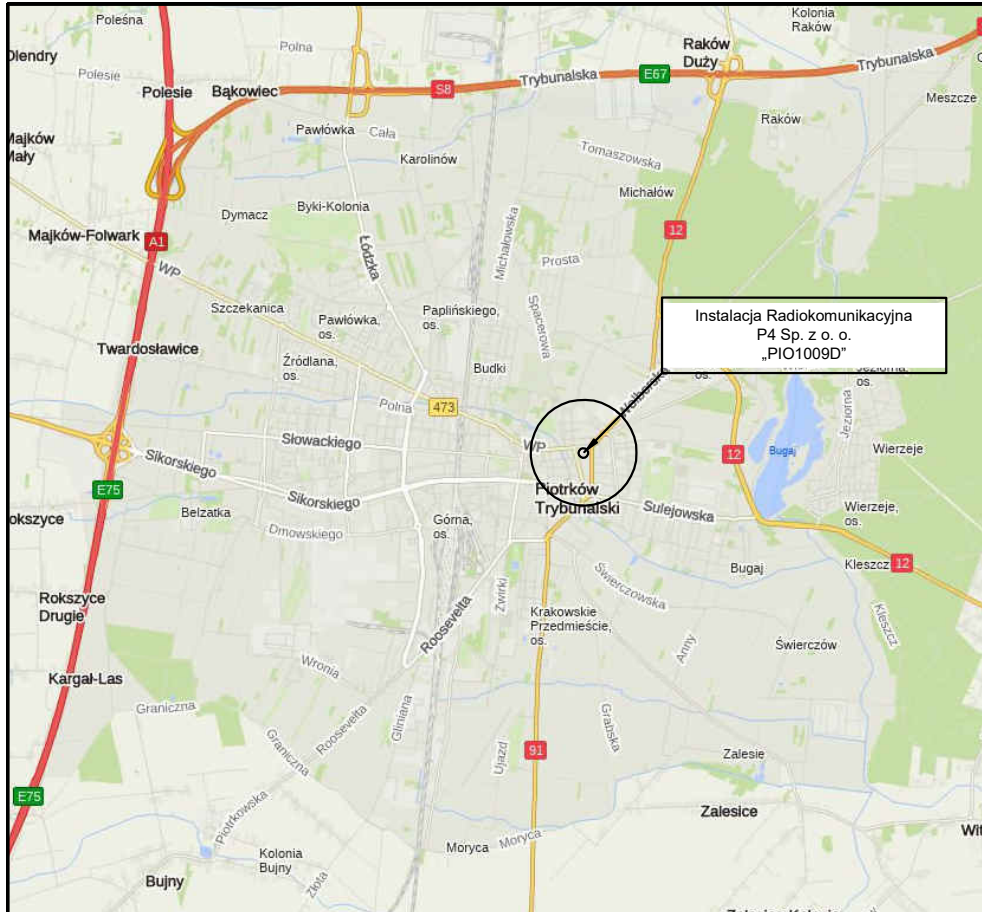 Poleśna
Kolonia
Raków
Olendry
Polna
Raków
Duży
Trybunalska
Polesie
E67
Trybunalska
Polesie
Bąkowiec
S8
Meszcze
Pawłówka
Cała
Raków
Majków
Mały
Karolinów
Tomaszowska
Michałów
Byki-Kolonia
Dymacz
Michałowska
Majków-Folwark
A1
Łódzka
12
WP
Prosta
Szczekanica
Paplińskiego,
os.
Pawłówka,
os.
Spacerowa
Instalacja Radiokomunikacyjna
P4 Sp. z o. o.
„PIO1009D”
Twardosławice
Źródlana,
os.
Budki
os.
Jeziorna,
os.
Polna
473
Jeziorna
Słowackiego
WP
Wierzeje
Sikorskiego
12
Bugaj
E75
Sikorskiego
Piotrków
Trybunalski
Sulejowska
Belzatka
Górna,
os.
Wierzeje,
os.
Dmowskiego
Bugaj
Kleszcz
12
Świerczowska
Żwirki
Rokszyce
Drugie
Roosevelta
Krakowskie
Przedmieście,
os.
Kleszcz
Anny
Świerczów
Wronia
Kargał-Las
Graniczna
Gliniana
Roosevelta
Grabska
Graniczna
Ujazd
91
Zalesie
E75
Piotrkowska
Zalesice
Moryca
Moryca
Kolonia
Bujny
Bujny
Złota